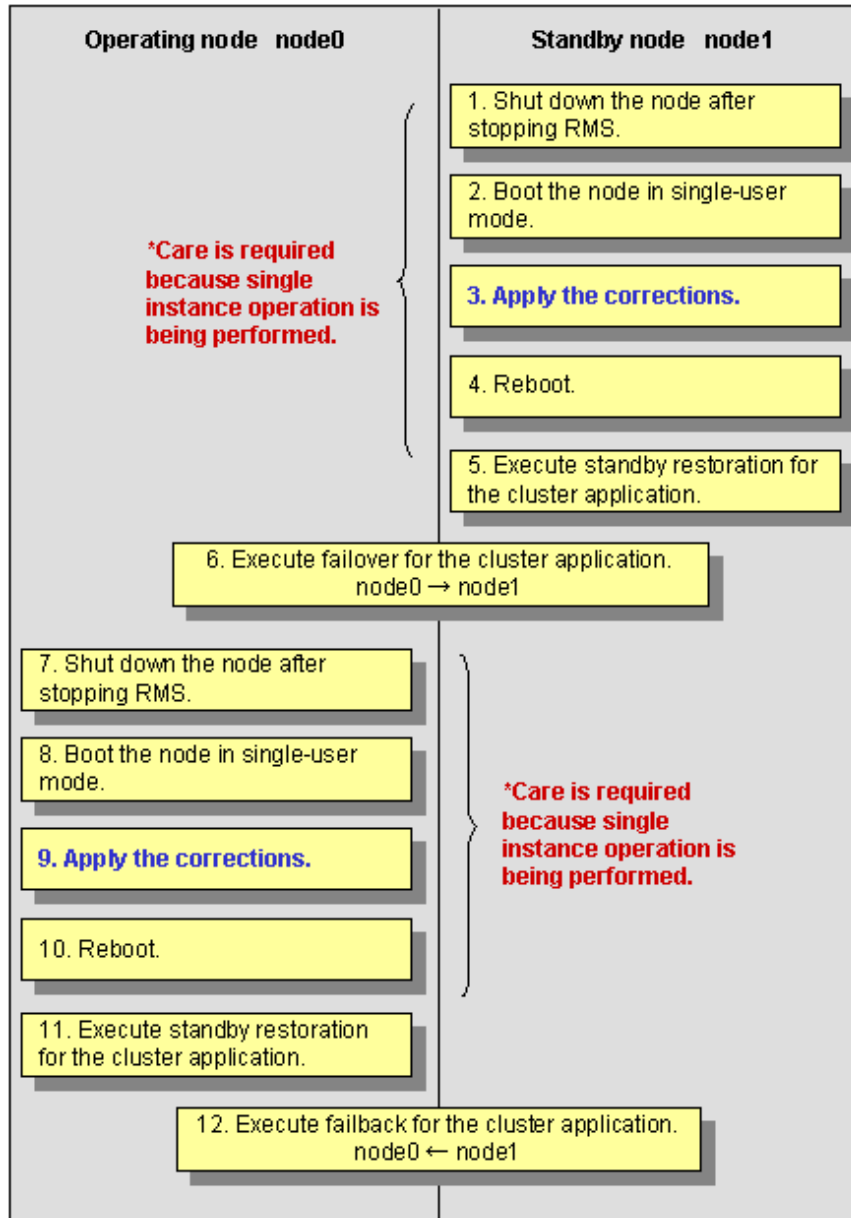 Operating node node0
Standby node node1
1. Shut down the node after
stopping RMS.
2. Boot the node in single-user
mode.
*Care is required
because single
instance operation is
being performed.
3. Apply the corrections.
4. Reboot.
5. Execute standby restoration for
the cluster application.
6. Execute failover for the cluster application.
node0 → node1
7. Shut down the node after
stopping RMS.
8. Boot the node in single-user
mode.
*Care is required
because single
instance operation is
being performed.
9. Apply the corrections.
10. Reboot.
11. Execute standby restoration
for the cluster application.
12. Execute failback for the cluster application.
node0 ← node1